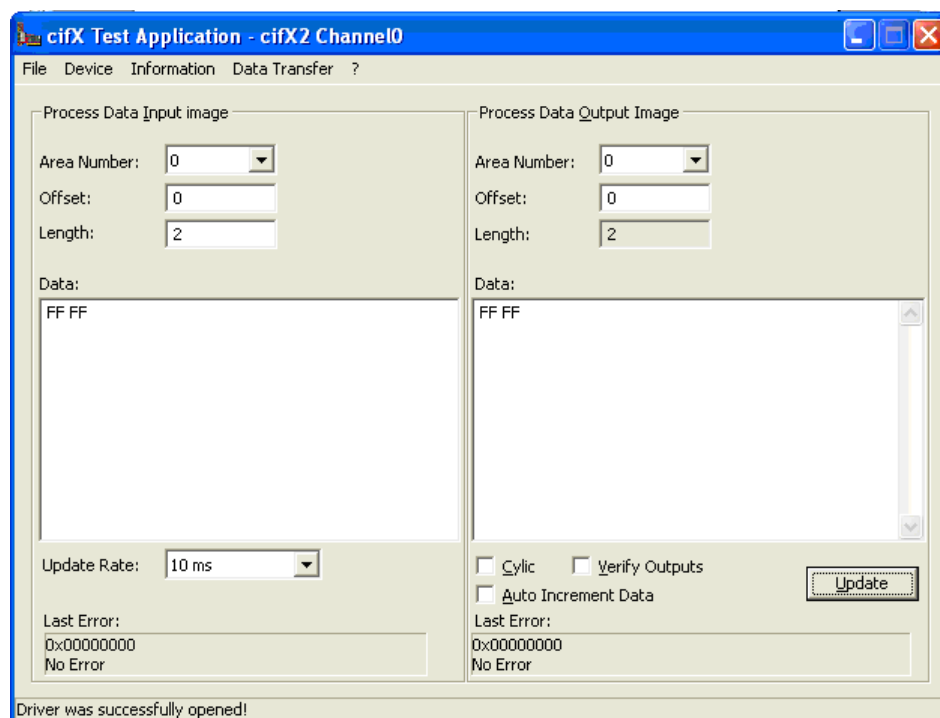 cifX Test Application - cifX2 Channel0
File Device Information Data Transfer ?
Process Data Input image
Area Number: 0
Offset: 0
Length: 2
Data:
FF FF
Update Rate: 10 ms
Last Error:
0x00000000
No Error
Process Data Output Image
Area Number: 0
Offset: 0
Length: 2
Data:
FF FF
Cylic Verify Outputs
Auto Increment Data
Update
Last Error:
0x00000000
No Error
Driver was successfully opened!